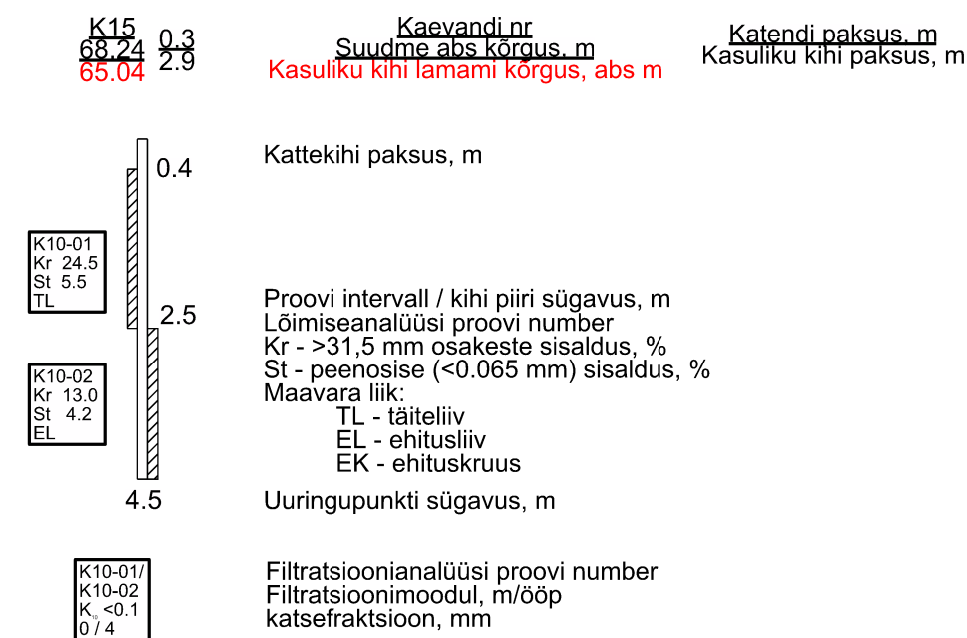 K15
68.24
65.04
0.3
2.9
Kaevandi nr
Suudme abs kõrgus, m
Kasuliku kihi lamami kõrgus, abs m
Katendi paksus, m
Kasuliku kihi paksus, m
Kattekihi paksus, m
0.4
K10-01
Kr 24.5
St 5.5
TL
2.5
Proovi intervall / kihi piiri sügavus, m
Lõimiseanalüüsi proovi number
Kr - >31,5 mm osakeste sisaldus, %
St - peenosise (<0.065 mm) sisaldus, %
Maavara liik:
TL - täiteliiv
EL - ehitusliiv
EK - ehituskruus
K10-02
Kr 13.0
St 4.2
EL
4.5
Uuringupunkti sügavus, m
K10-01/
K10-02
K₁₀ <0.1
0 / 4
Filtratsioonianalüüsi proovi number
Filtratsioonimoodul, m/ööp
katsefraktsioon, mm